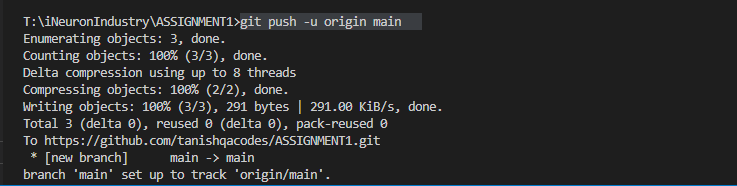 T:\iNeuronIndustry\ASSIGNMENT1>git push -u origin main
Enumerating objects: 3, done.
Counting objects: 100% (3/3), done.
Delta compression using up to 8 threads
Compressing objects: 100% (2/2), done.
Writing objects: 100% (3/3), 291 bytes | 291.00 KiB/s, done.
Total 3 (delta 0), reused 0 (delta 0), pack-reused 0
To https://github.com/tanishqacodes/ASSIGNMENT1.git
 * [new branch]      main -> main
branch 'main' set up to track 'origin/main'.